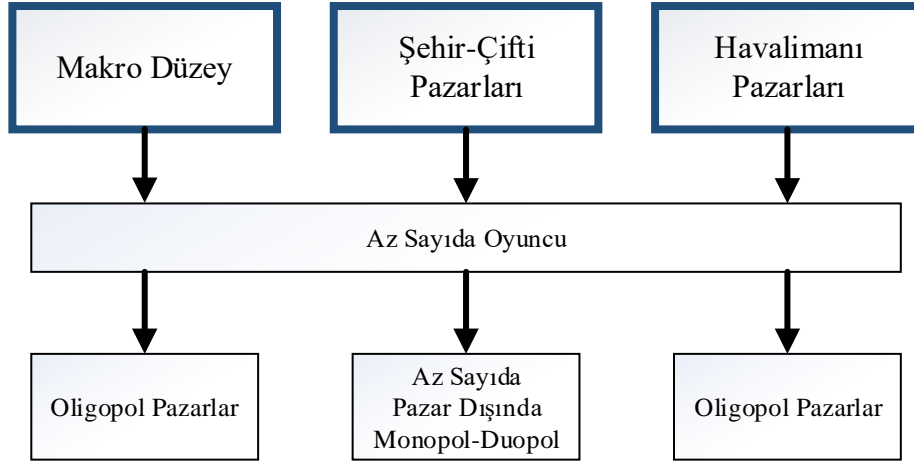 Makro Düzey
Şehir-Çifti
Pazarları
Havalimanı
Pazarları
Az Sayıda Oyuncu
Oligopol Pazarlar
Az Sayıda
Pazar Dışında
Monopol-Duopol
Oligopol Pazarlar